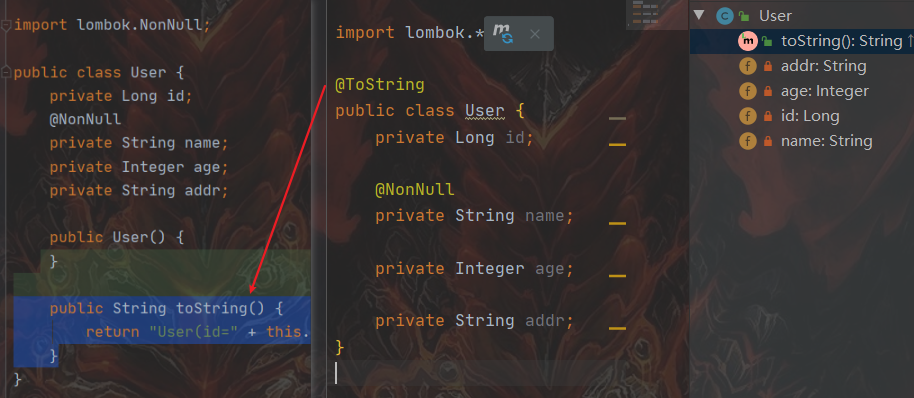 import lombok.NonNull;
public class User {
private Long id;
@NonNull
private String name;
private Integer age;
private String addr;
public User() {
}
public String toString() {
return "User(id=" + this.
}
}
import lombok.*
@ToString
public class User {
private Long id;
@NonNull
private String name;
private Integer age;
private String addr;
}
User
toString(): String ↑
addr: String
age: Integer
id: Long
name: String